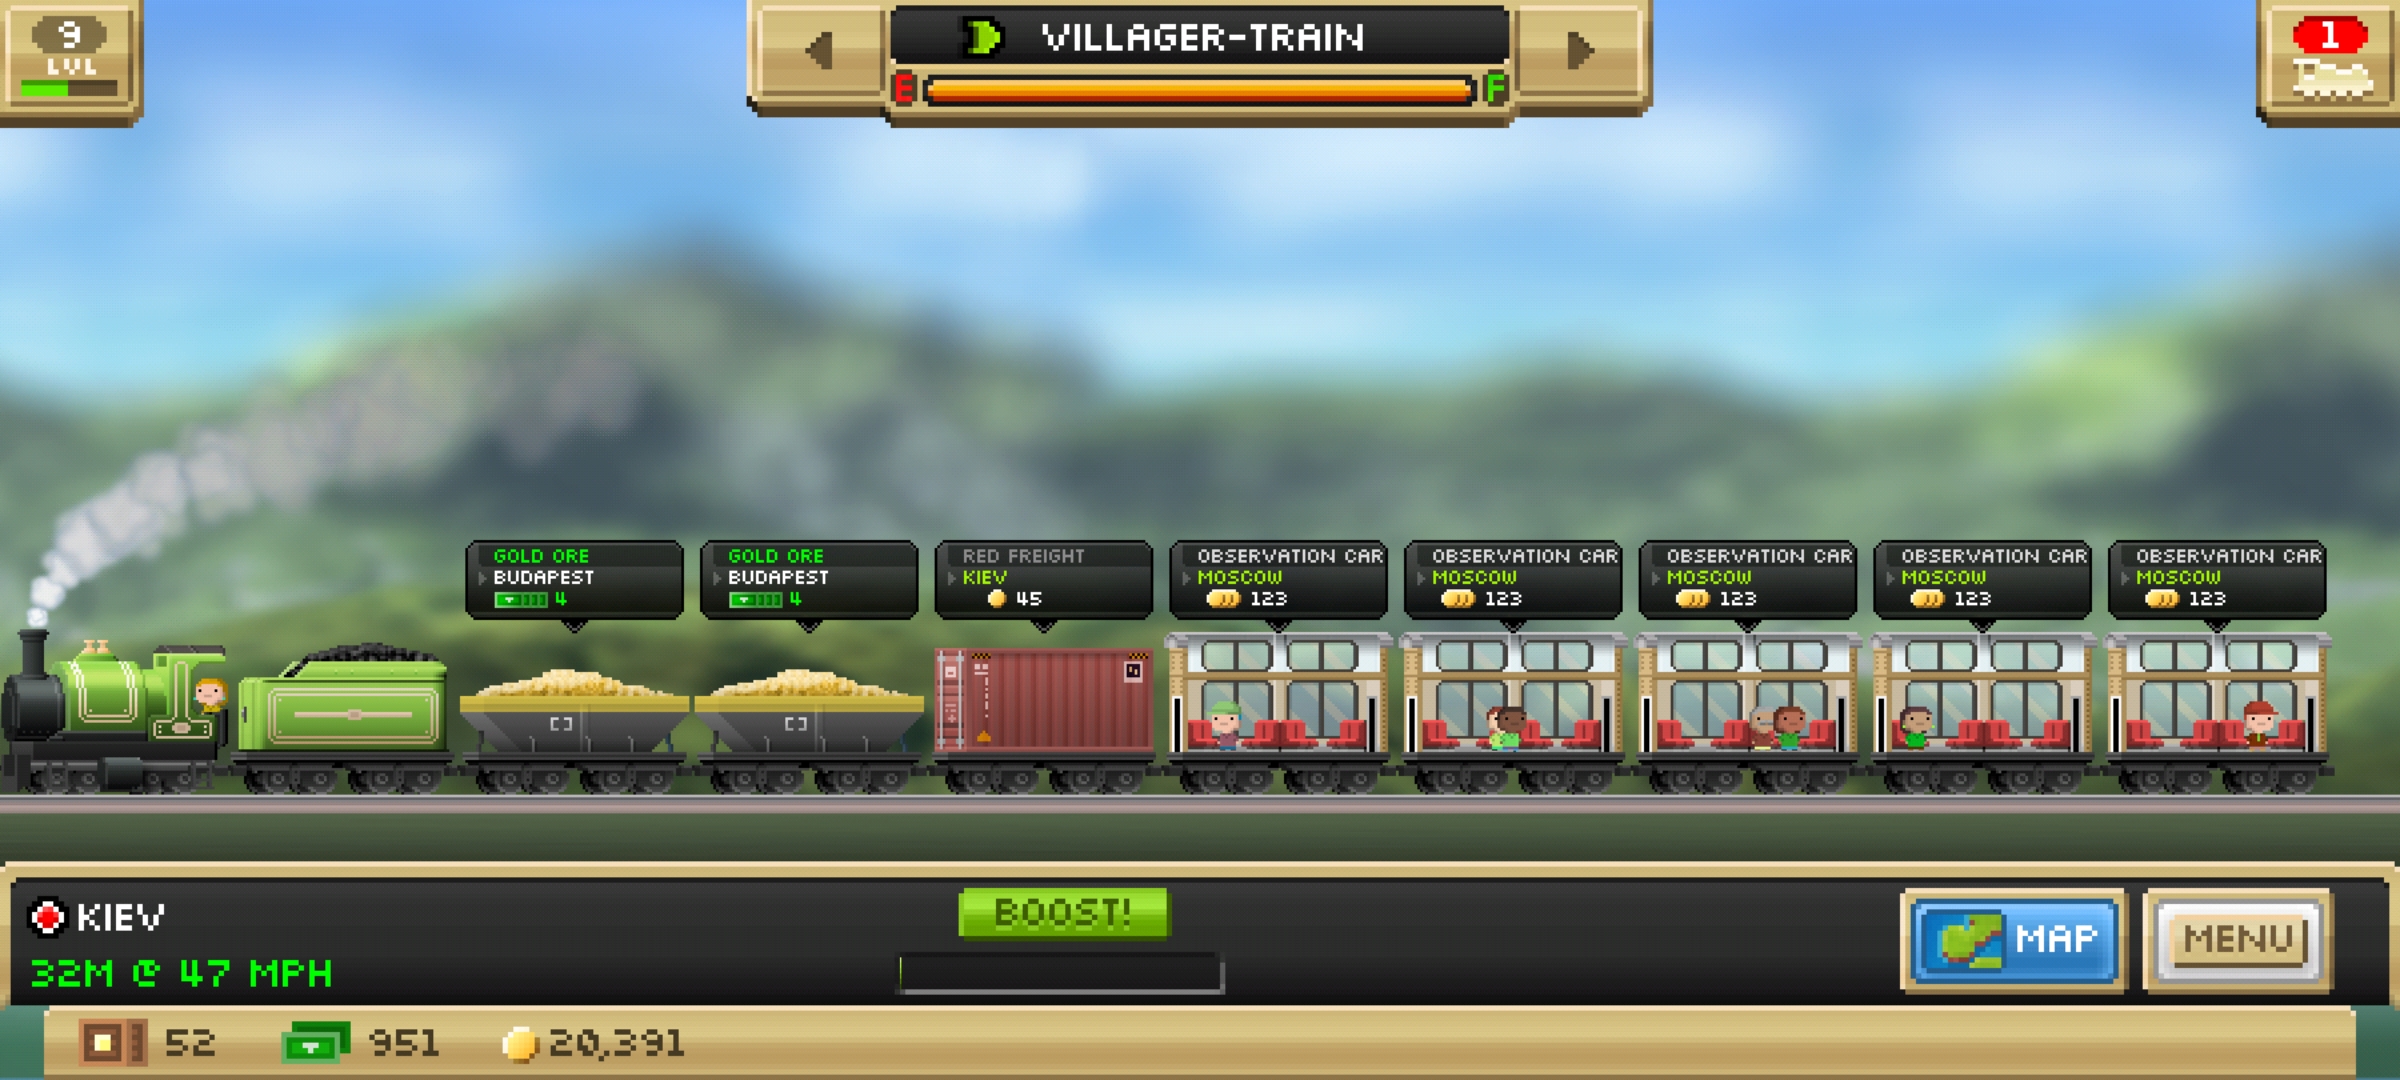 9
LVL
VILLAGER-TRAIN
E F
1
GOLD ORE
BUDAPEST
4
GOLD ORE
BUDAPEST
4
RED FREIGHT
KIEV
45
OBSERVATION CAR
MOSCOW
123
OBSERVATION CAR
MOSCOW
123
OBSERVATION CAR
MOSCOW
123
OBSERVATION CAR
MOSCOW
123
OBSERVATION CAR
MOSCOW
123
KIEV
32M @ 47 MPH
BOOST!
MAP
MENU
52 951 20,391